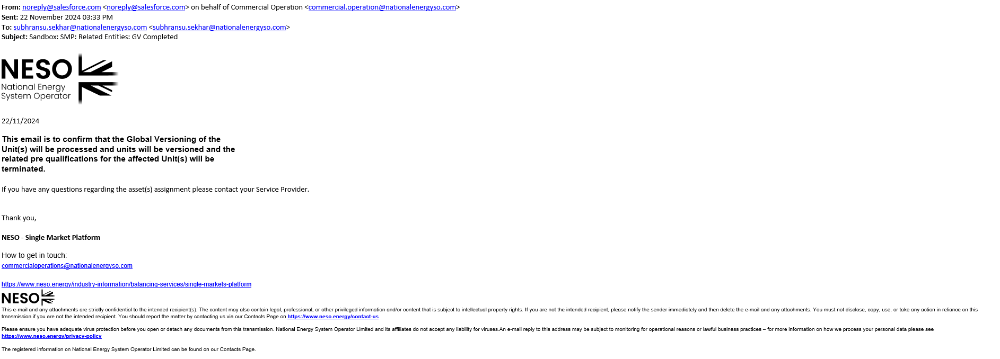 From: noreply@salesforce.com <noreply@salesforce.com> on behalf of Commercial Operation <commercial.operation@nationalenergyso.com>
Sent: 22 November 2024 03:33 PM
To: subhransu.sekhar@nationalenergyso.com <subhransu.sekhar@nationalenergyso.com>
Subject: Sandbox: SMP: Related Entities: GV Completed
NESO
National Energy
System Operator
22/11/2024
This email is to confirm that the Global Versioning of the
Unit(s) will be processed and units will be versioned and the
related pre qualifications for the affected Unit(s) will be
terminated.
If you have any questions regarding the asset(s) assignment please contact your Service Provider.
Thank you,
NESO - Single Market Platform
How to get in touch:
commercialoperations@nationalenergyso.com
https://www.neso.energy/industry-information/balancing-services/single-markets-platform
NESO
This e-mail and any attachments are strictly confidential to the intended recipient(s). The content may also contain legal, professional, or other privileged information and/or content that is subject to intellectual property rights. If you are not the intended recipient, please notify the sender immediately and then delete the e-mail and any attachments. You must not disclose, copy, use, or take any action in reliance on this
transmission if you are not the intended recipient. You should report the matter by contacting us via our Contacts Page on https://www.neso.energy/contact-us
Please ensure you have adequate virus protection before you open or detach any documents from this transmission. National Energy System Operator Limited and its affiliates do not accept any liability for viruses.An e-mail reply to this address may be subject to monitoring for operational reasons or lawful business practices – for more information on how we process your personal data please see
https://www.neso.energy/privacy-policy
The registered information on National Energy System Operator Limited can be found on our Contacts Page.